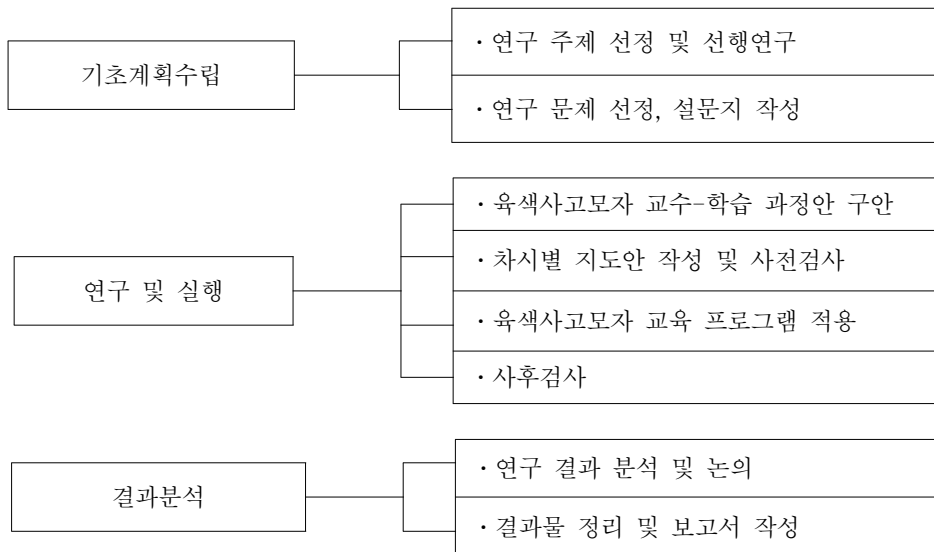 기초계획수립
· 연구 주제 선정 및 선행연구
· 연구 문제 선정, 설문지 작성
연구 및 실행
· 육색사고모자 교수-학습 과정안 구안
· 차시별 지도안 작성 및 사전검사
· 육색사고모자 교육 프로그램 적용
· 사후검사
결과분석
· 연구 결과 분석 및 논의
· 결과물 정리 및 보고서 작성